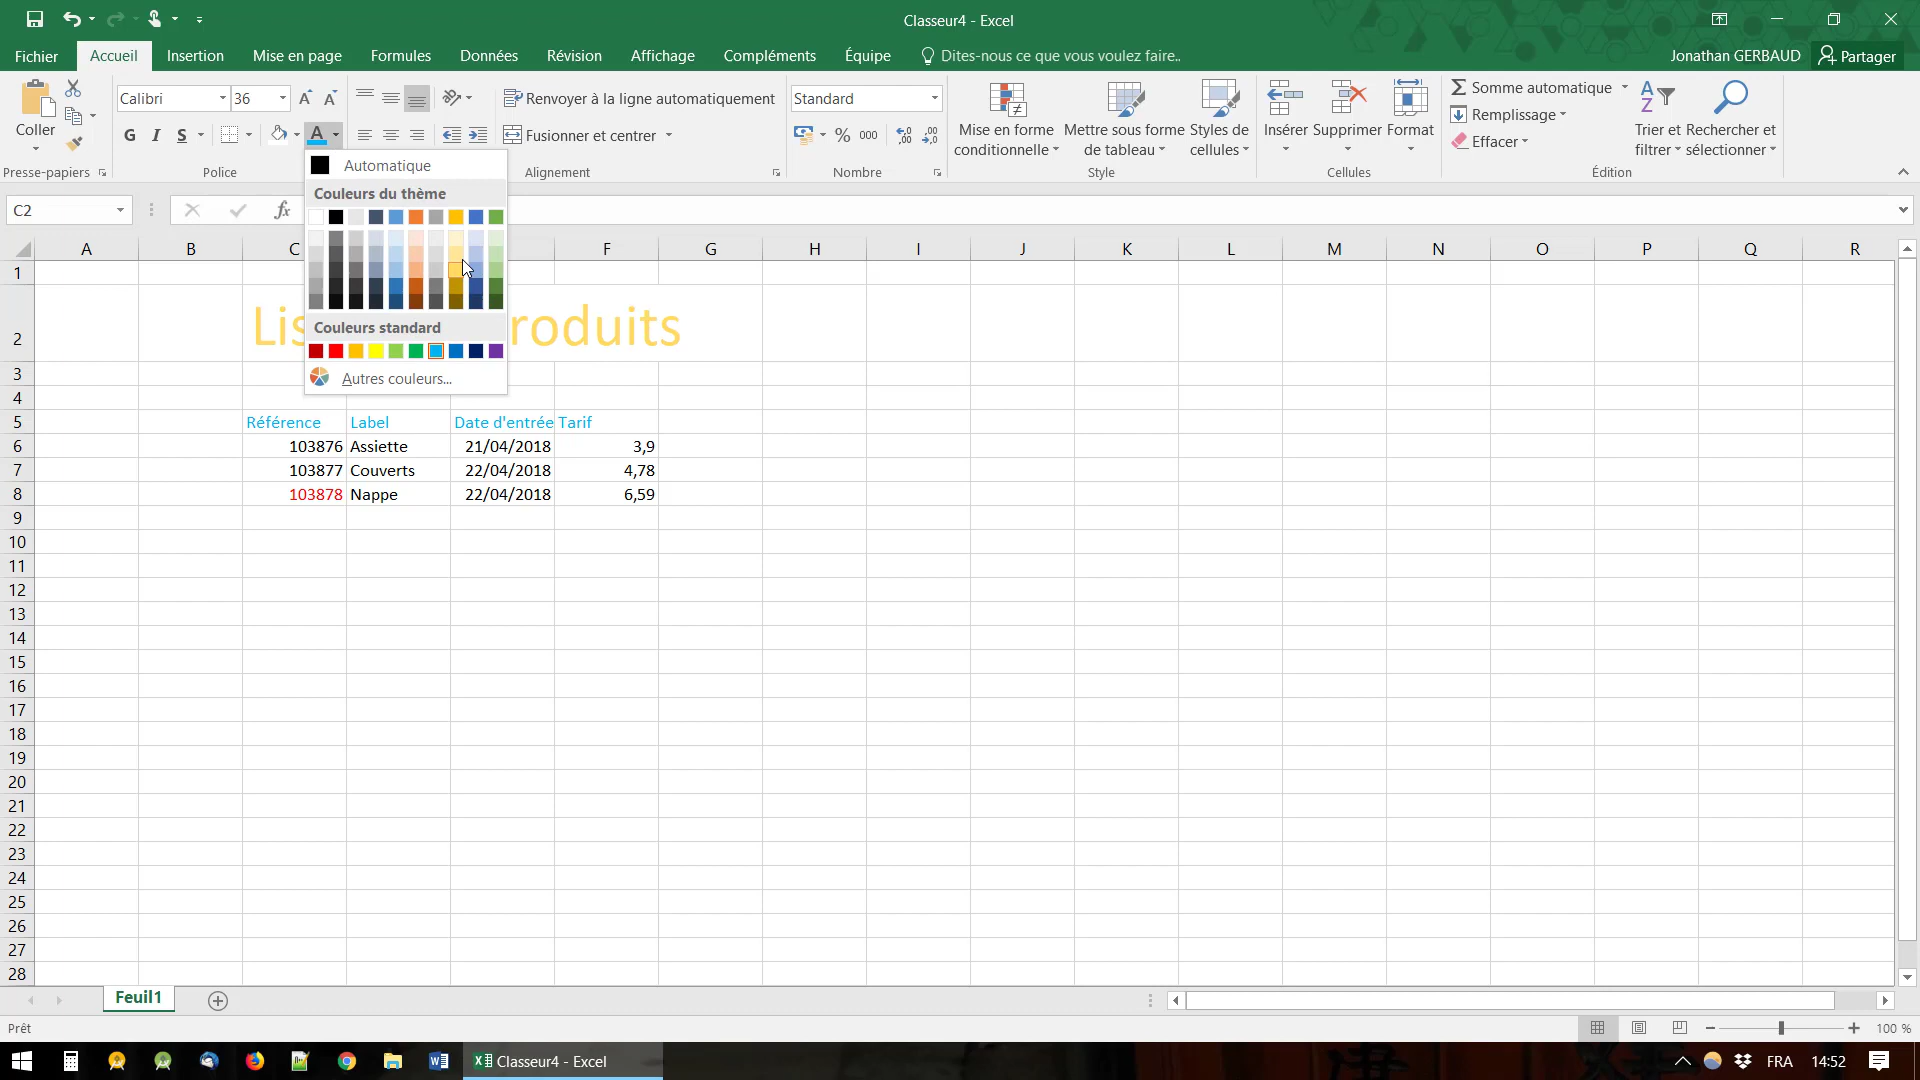 Classeur4 - Excel
Fichier Accueil Insertion Mise en page Formules Données Révision Affichage Compléments Équipe Dites-nous ce que vous voulez faire.. Jonathan GERBAUD Partager
Coller
Calibri 36
G I S A
Renvoyer à la ligne automatiquement
Fusionner et centrer
Standard
% 000
Mise en forme conditionnelle
Mettre sous forme de tableau
Styles de cellules
Insérer Supprimer Format
Somme automatique
Remplissage
Effacer
Trier et filtrer
Rechercher et sélectionner
Presse-papiers Police Alignement Nombre Style Cellules Édition
Automatique
Couleurs du thème
Couleurs standard
Autres couleurs...
C2 fx
A B C F G H I J K L M N O P Q R
1
2 Lis roduits
3
4
5 Référence Label Date d'entrée Tarif
6 103876 Assiette 21/04/2018 3,9
7 103877 Couverts 22/04/2018 4,78
8 103878 Nappe 22/04/2018 6,59
9
10
11
12
13
14
15
16
17
18
19
20
21
22
23
24
25
26
27
28
Feuil1
Prêt 100 %
Classeur4 - Excel FRA 14:52